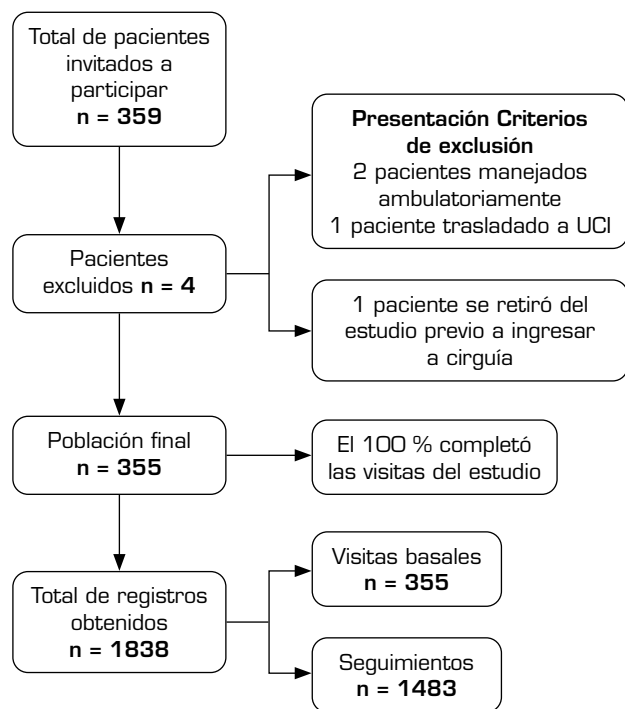 Total de pacientes
invitados a
participar
n = 359
Presentación Criterios
de exclusión
2 pacientes manejados
ambulatoriamente
1 paciente trasladado a UCI
Pacientes
excluidos n = 4
1 paciente se retiró del
estudio previo a ingresar
a cirguía
Población final
n = 355
El 100 % completó
las visitas del estudio
Total de registros
obtenidos
n = 1838
Visitas basales
n = 355
Seguimientos
n = 1483